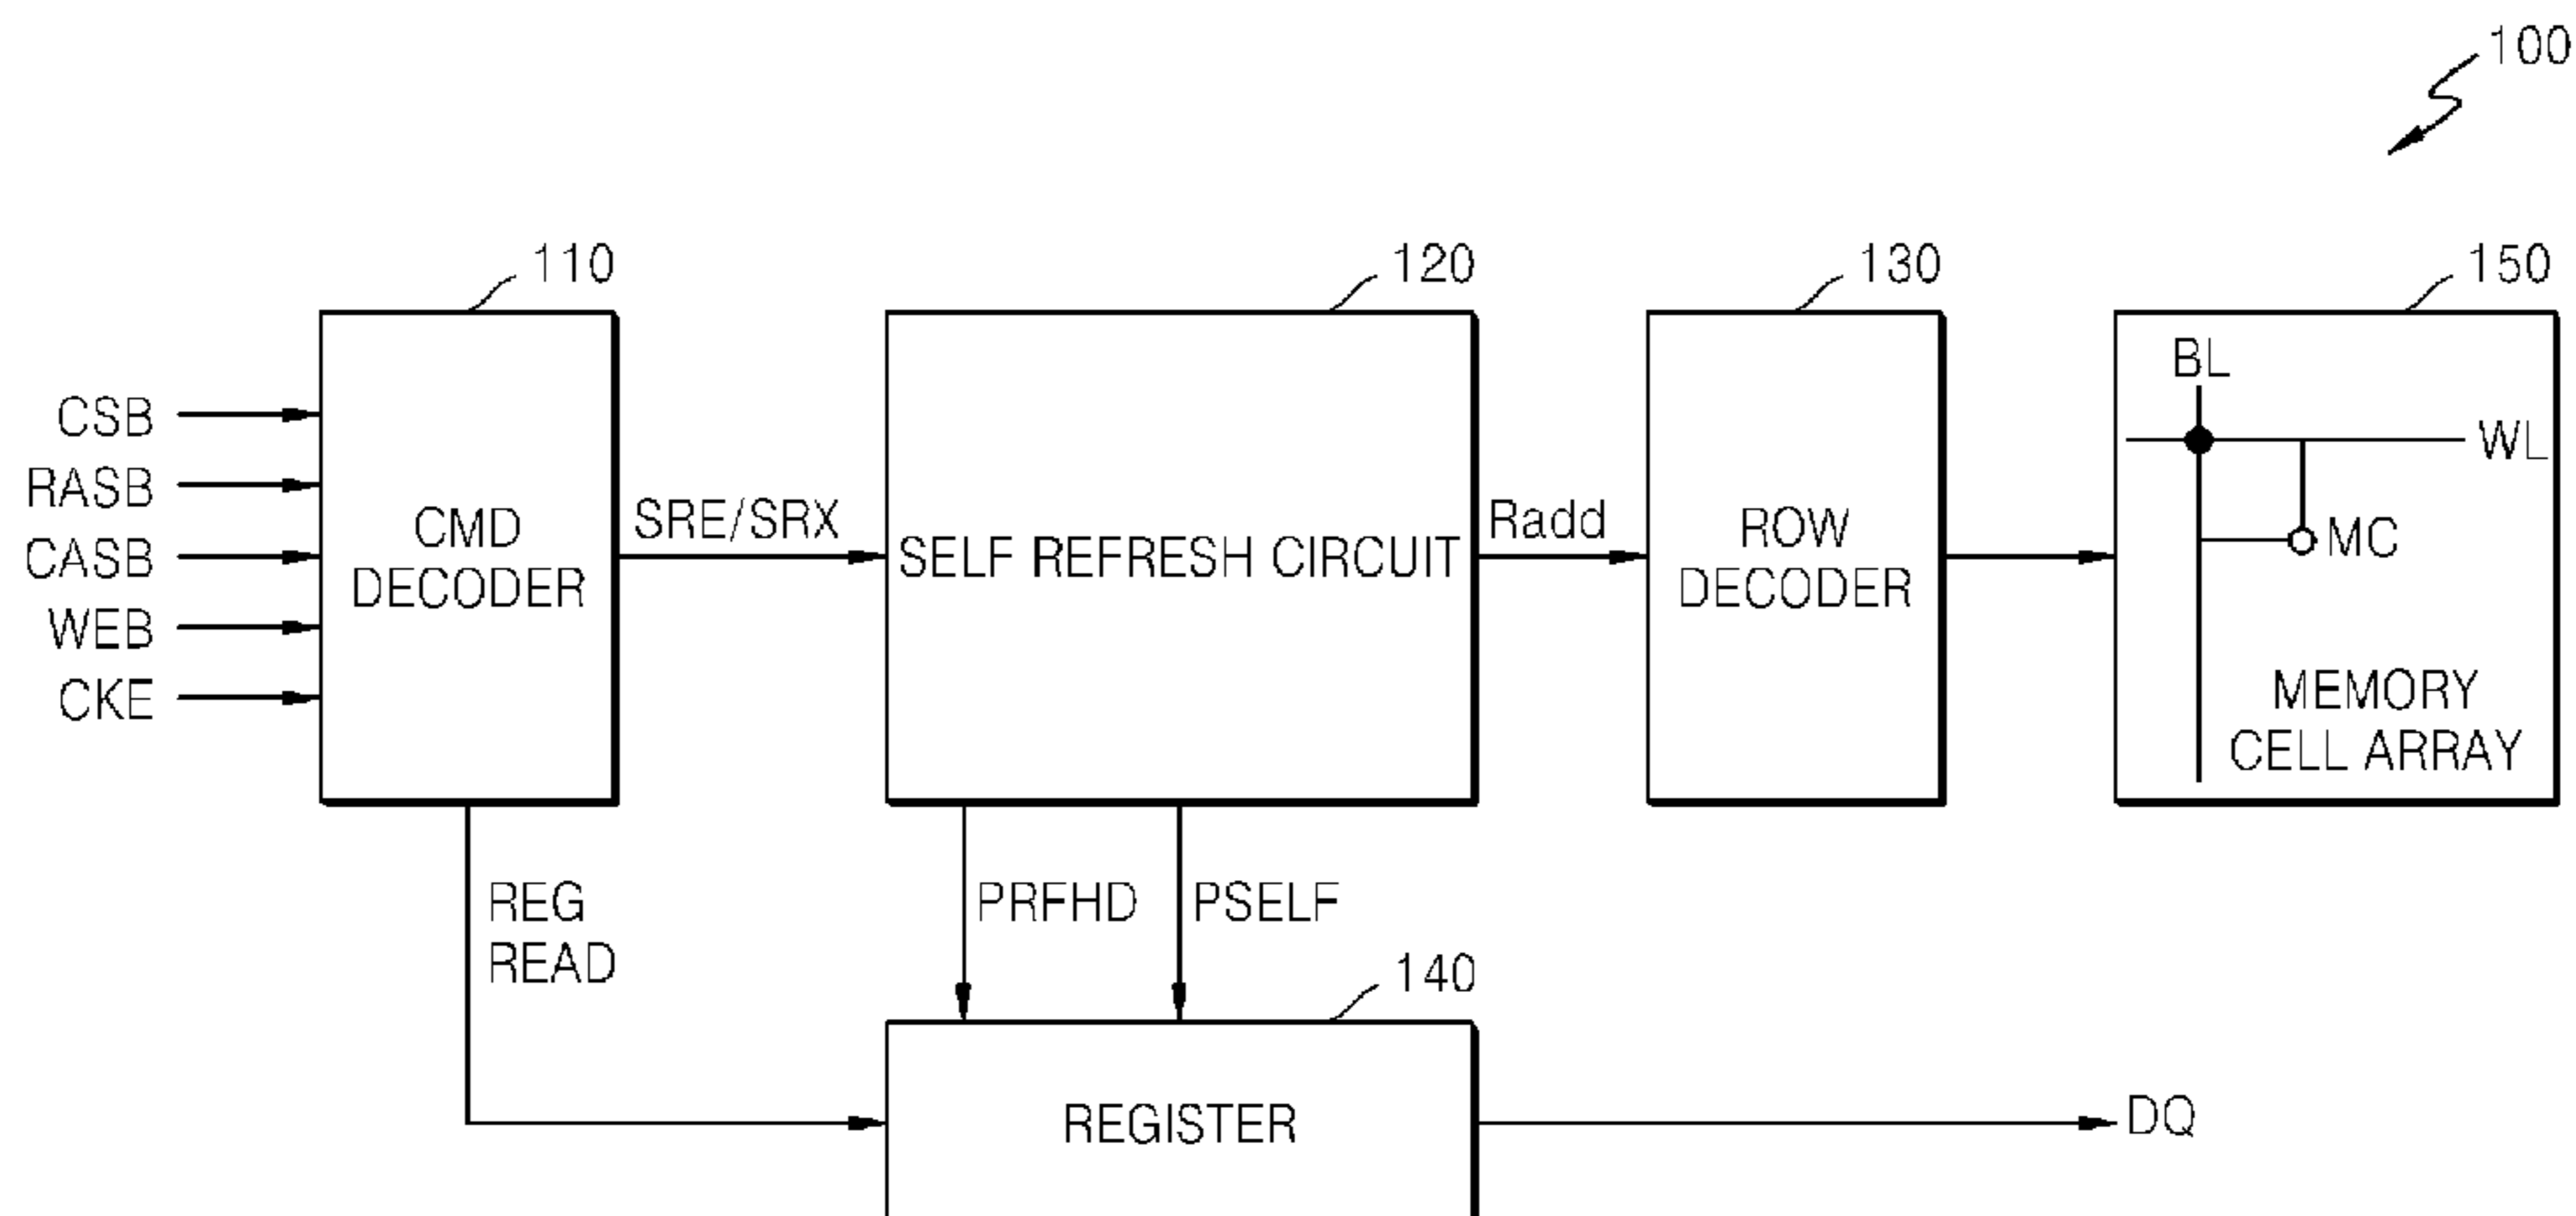 100
110
120
130
150
CSB
RASB
CASB
WEB
CKE
CMD
DECODER
SRE/SRX
SELF REFRESH CIRCUIT
Radd
ROW
DECODER
BL
WL
MC
MEMORY
CELL ARRAY
REG
READ
PRFHD
PSELF
140
REGISTER
DQ